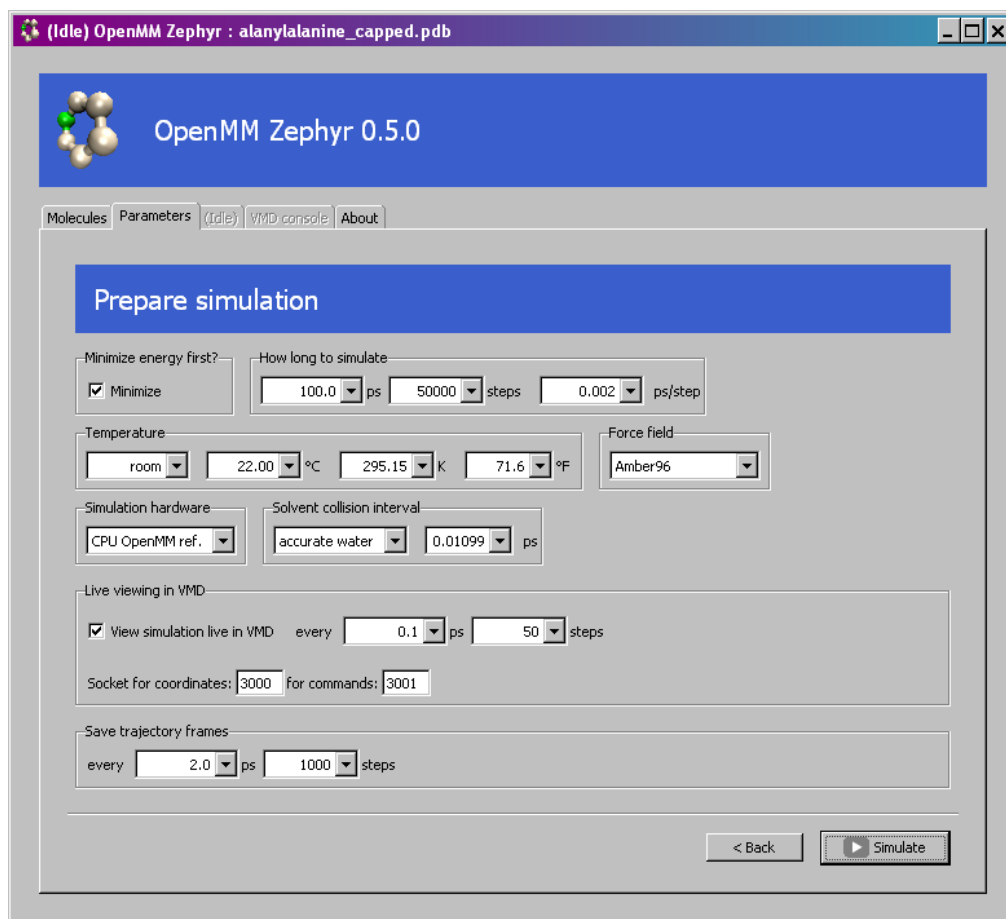 (Idle) OpenMM Zephyr : alanylalanine_capped.pdb
OpenMM Zephyr 0.5.0
Molecules Parameters (Idle) VMD console About
Prepare simulation
Minimize energy first? How long to simulate
Minimize 100.0 ps 50000 steps 0.002 ps/step
Temperature Force field
room 22.00 °C 295.15 K 71.6 °F Amber96
Simulation hardware Solvent collision interval
CPU OpenMM ref. accurate water 0.01099 ps
Live viewing in VMD
View simulation live in VMD every 0.1 ps 50 steps
Socket for coordinates: 3000 for commands: 3001
Save trajectory frames
every 2.0 ps 1000 steps
< Back Simulate